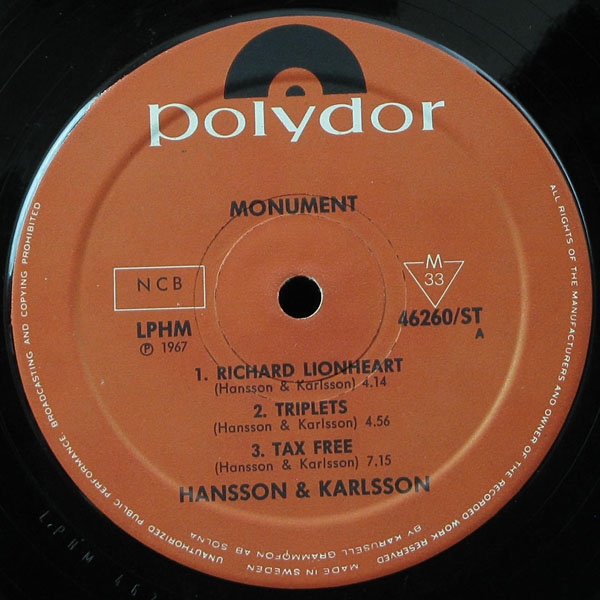 polydor
MONUMENT
NCB
M
33
LPHM
℗ 1967
46260/ST
A
1. RICHARD LIONHEART
(Hansson & Karlsson) 4.14
2. TRIPLETS
(Hansson & Karlsson) 4.56
3. TAX FREE
(Hansson & Karlsson) 7.15
HANSSON & KARLSSON
ALL RIGHTS OF THE MANUFACTURERS AND OWNER OF THE RECORDED WORK RESERVED
UNAUTHORIZED PUBLIC PERFORMANCE BROADCASTING AND COPYING PROHIBITED
BY KARUSELL GRAMMOFON AB SOLNA
MADE IN SWEDEN
LPHM